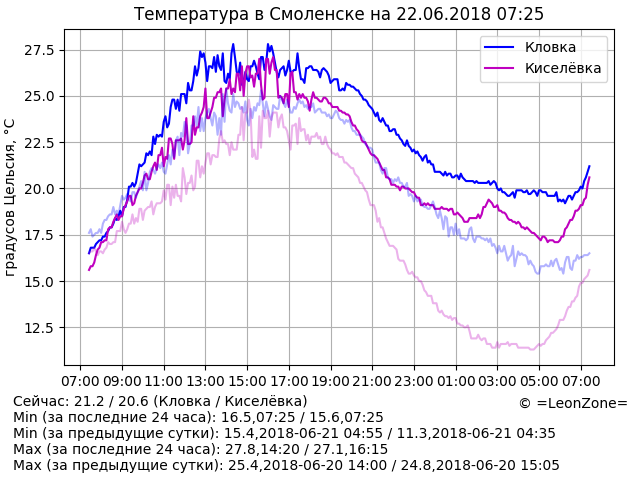 Температура в Смоленске на 22.06.2018 07:25
градусов Цельсия, °C
27.5
25.0
22.5
20.0
17.5
15.0
12.5
Кловка
Киселёвка
07:00 09:00 11:00 13:00 15:00 17:00 19:00 21:00 23:00 01:00 03:00 05:00 07:00
Сейчас: 21.2 / 20.6 (Кловка / Киселёвка)
© =LeonZone=
Min (за последние 24 часа): 16.5,07:25 / 15.6,07:25
Min (за предыдущие сутки): 15.4,2018-06-21 04:55 / 11.3,2018-06-21 04:35
Max (за последние 24 часа): 27.8,14:20 / 27.1,16:15
Max (за предыдущие сутки): 25.4,2018-06-20 14:00 / 24.8,2018-06-20 15:05